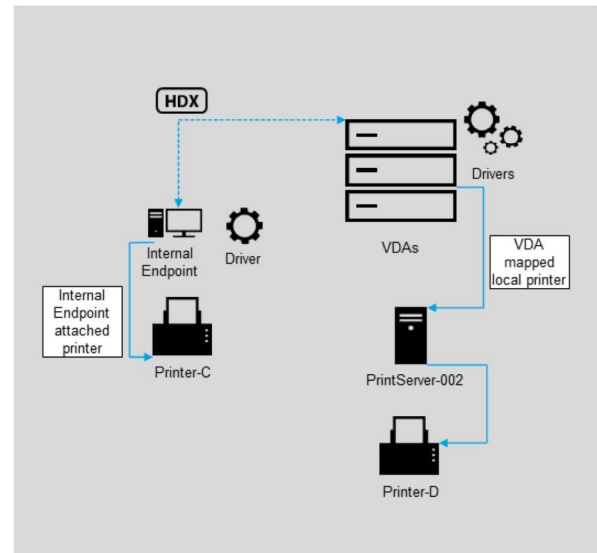 HDX
Drivers
Internal
Endpoint
Driver
VDAs
VDA
mapped
local printer
Internal
Endpoint
attached
printer
Printer-C
PrintServer-002
Printer-D